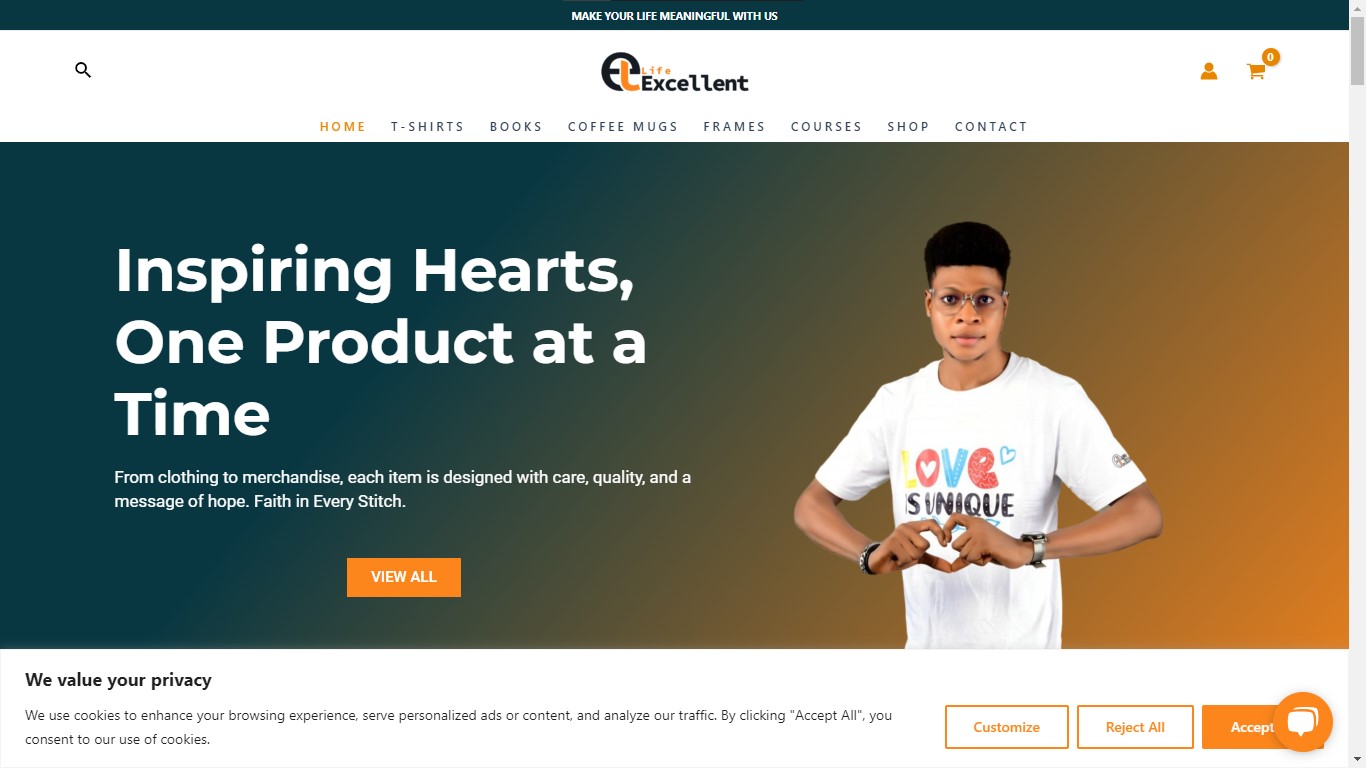 MAKE YOUR LIFE MEANINGFUL WITH US
0
Life
Excellent
HOME T-SHIRTS BOOKS COFFEE MUGS FRAMES COURSES SHOP CONTACT
Inspiring Hearts,
One Product at a
Time
From clothing to merchandise, each item is designed with care, quality, and a
message of hope. Faith in Every Stitch.
VIEW ALL
LOVE
IS UNIQUE
We value your privacy
We use cookies to enhance your browsing experience, serve personalized ads or content, and analyze our traffic. By clicking "Accept All", you
consent to our use of cookies.
Customize
Reject All
Accept